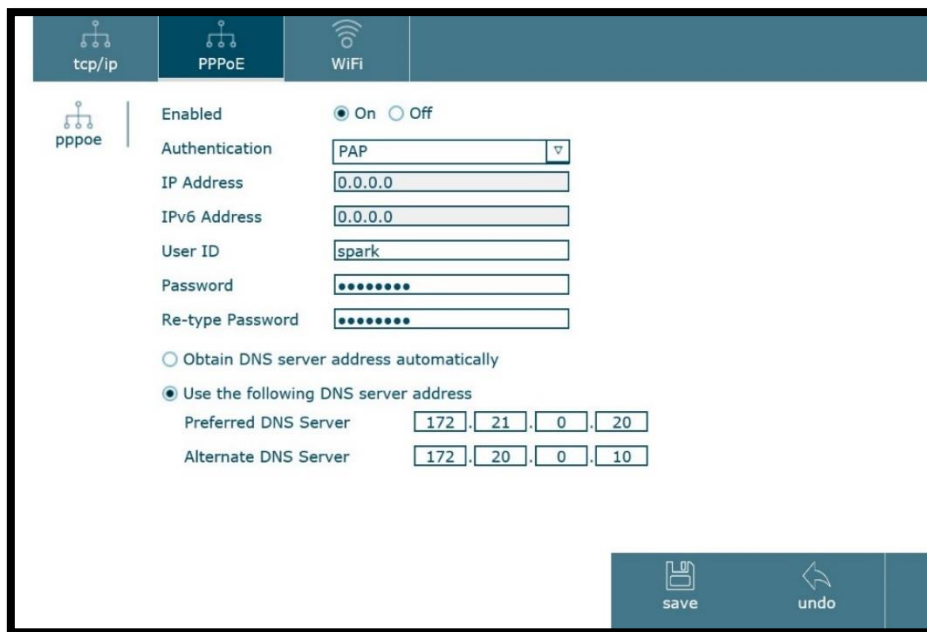 tcp/ip PPPoE WiFi
pppoe
Enabled On Off
Authentication PAP
IP Address 0.0.0.0
IPv6 Address 0.0.0.0
User ID spark
Password ●●●●●●●●
Re-type Password ●●●●●●●●
Obtain DNS server address automatically
Use the following DNS server address
Preferred DNS Server 172 . 21 . 0 . 20
Alternate DNS Server 172 . 20 . 0 . 10
save undo